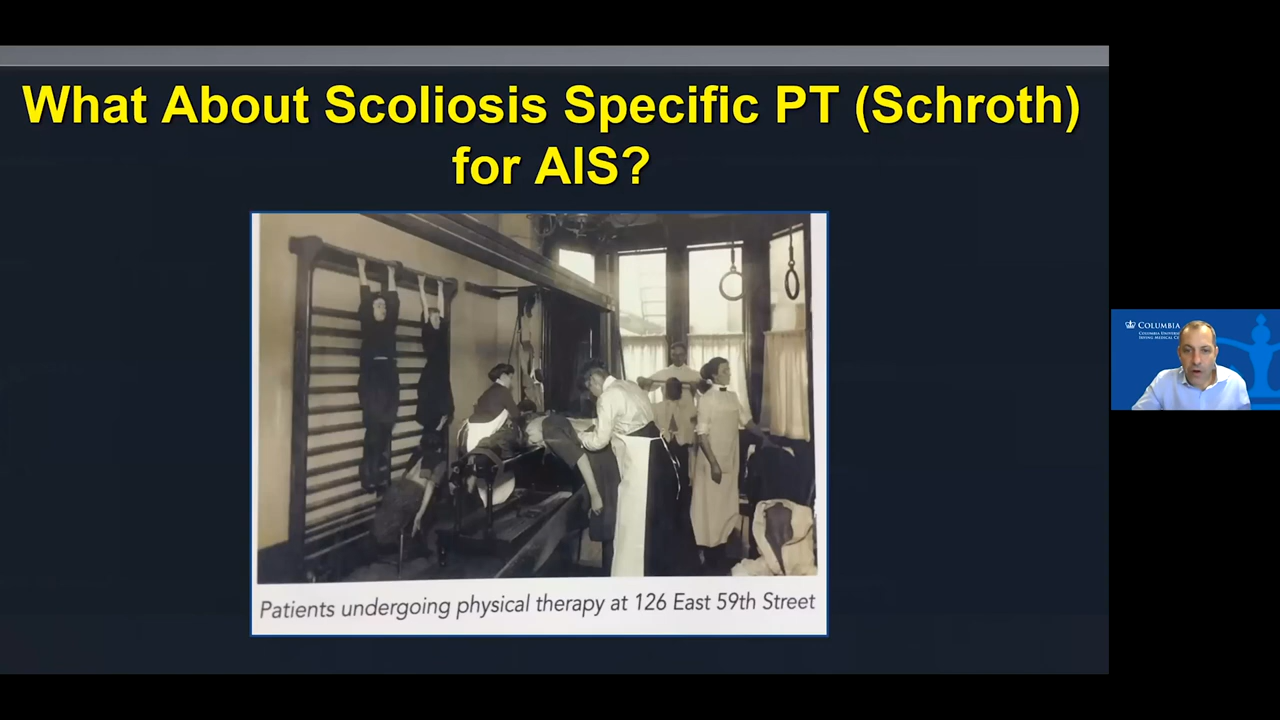 What About Scoliosis Specific PT (Schroth)
for AIS?
Patients undergoing physical therapy at 126 East 59th Street
COLUMBIA